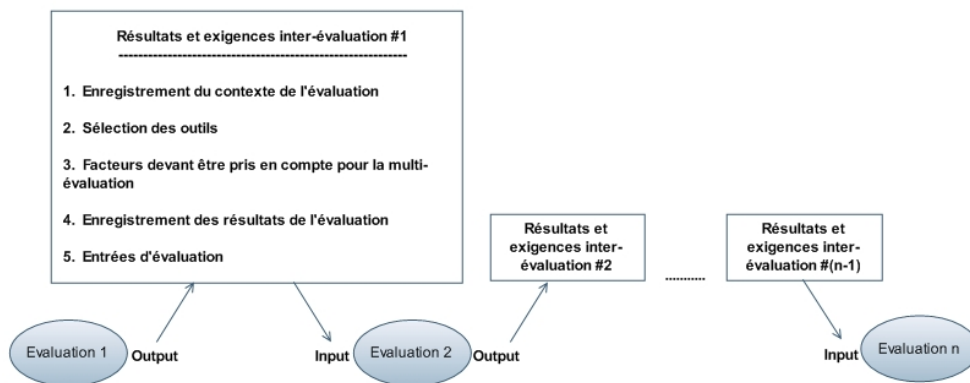 Résultats et exigences inter-évaluation #1
1. Enregistrement du contexte de l'évaluation
2. Sélection des outils
3. Facteurs devant être pris en compte pour la multi-
évaluation
4. Enregistrement des résultats de l'évaluation
5. Entrées d'évaluation
Résultats et
exigences inter-
évaluation #2
...........
Résultats et
exigences inter-
évaluation #(n-1)
Evaluation 1 Output
Input Evaluation 2 Output
Input Evaluation n